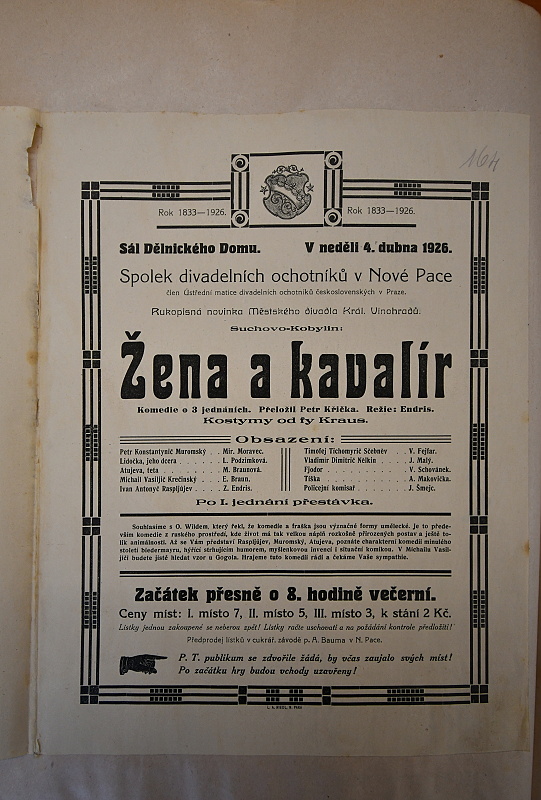 164
Rok 1833—1926. Rok 1833—1926.
Sál Dělnického Domu. V neděli 4. dubna 1926.
Spolek divadelních ochotníků v Nové Pace
člen Ústřední matice divadelních ochotníků československých v Praze.
Rukopisná novinka Městského divadla Král. Vinohradů.
Suchovo-Kobylin:
Žena a kavalír
Komedie o 3 jednáních. Přeložil Petr Křička. Režie: Endris.
Kostymy od fy Kraus.
Obsazení:
Petr Konstantynič Muromský . . Mir. Moravec.
Lidočka, jeho dcera . . . . . . L. Podzimková.
Atujeva, teta . . . . . . . M. Braunová.
Michail Vasiljič Krečinský . . . . E. Braun.
Ivan Antonyč Raspljujev . . . . Z. Endris.
Timofej Tichomyrič Ščebněv . . V. Fejfar.
Vladimír Dimitrič Nělkin . . . . J. Malý.
Fjodor . . . . . . . . . V. Schovánek.
Tiška . . . . . . . . . A. Makovička.
Policejní komisař . . . . . . J. Šmejc.
Po I. jednání přestávka.
Souhlasíme s O. Wildem, který řekl, že komedie a fraška jsou význačné formy umělecké. Je to přede-
vším komedie z ruského prostředí, kde život má tak velkou náplň rozkošně přirozených postav a ještě to-
lik animálnosti. Až se Vám představí Raspljujev, Muromský, Atujeva, poznáte charakterní komedii minulého
století biedermayru, hýřící strhujícím humorem, myšlenkovou invencí i situační komikou. V Michailu Vasil-
jiči budete jistě hledat vzor u Gogola. Hrajeme tuto komedii rádi a čekáme Vaše sympathie.
Začátek přesně o 8. hodině večerní.
Ceny míst: I. místo 7, II. místo 5, III. místo 3, k stání 2 Kč.
Lístky jednou zakoupené se neberou zpět! Lístky račte uschovati a na požádání kontrole předložiti!
Předprodej lístků v cukrář. závodě p. A. Bauma v N. Pace.
P. T. publikum se zdvořile žádá, by včas zaujalo svých míst!
Po začátku hry budou vchody uzavřeny!